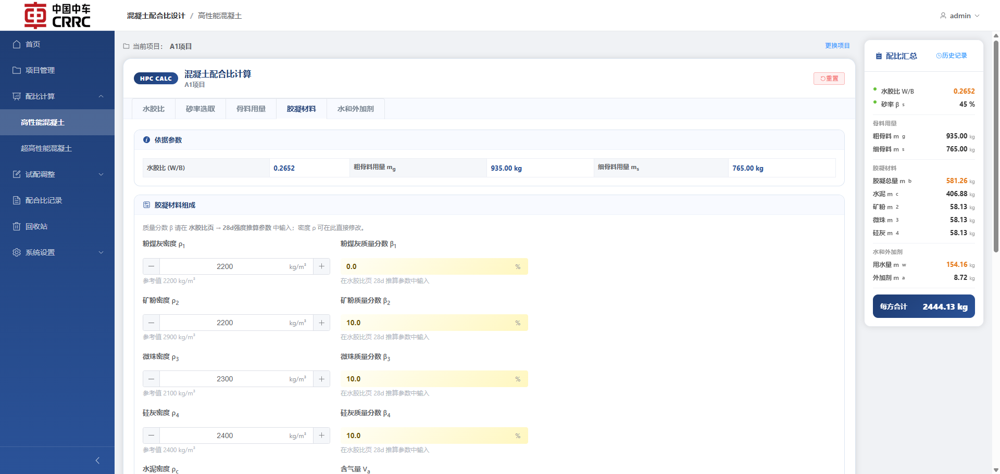 中国中车
CRRC
混凝土配合比设计 / 高性能混凝土
admin
首页
项目管理
配比计算
高性能混凝土
超高性能混凝土
试配调整
配合比记录
回收站
系统设置
当前项目： A1项目
更换项目
HPC CALC
混凝土配合比计算
A1项目
重置
水胶比
砂率选取
骨料用量
胶凝材料
水和外加剂
依据参数
水胶比 (W/B) 0.2652 粗骨料用量 mg 935.00 kg 细骨料用量 ms 765.00 kg
胶凝材料组成
质量分数 β 请在 水胶比页 → 28d强度推算参数 中输入；密度 ρ 可在此直接修改。
粉煤灰密度 ρ1 粉煤灰质量分数 β1
2200 kg/m³ 0.0 %
参考值 2200 kg/m³ 在水胶比页 28d 推算参数中输入
矿粉密度 ρ2 矿粉质量分数 β2
2200 kg/m³ 10.0 %
参考值 2900 kg/m³ 在水胶比页 28d 推算参数中输入
微珠密度 ρ3 微珠质量分数 β3
2300 kg/m³ 10.0 %
参考值 2100 kg/m³ 在水胶比页 28d 推算参数中输入
硅灰密度 ρ4 硅灰质量分数 β4
2400 kg/m³ 10.0 %
参考值 2400 kg/m³ 在水胶比页 28d 推算参数中输入
水泥密度 ρc 含气量 Va
配比汇总 历史记录
水胶比 W/B 0.2652
砂率 β s 45 %
骨料用量
粗骨料 m g 935.00 kg
细骨料 m s 765.00 kg
胶凝材料
胶凝总量 m b 581.26 kg
水泥 m c 406.88 kg
矿粉 m 2 58.13 kg
微珠 m 3 58.13 kg
硅灰 m 4 58.13 kg
水和外加剂
用水量 m w 154.16 kg
外加剂 m a 8.72 kg
每方合计 2444.13 kg